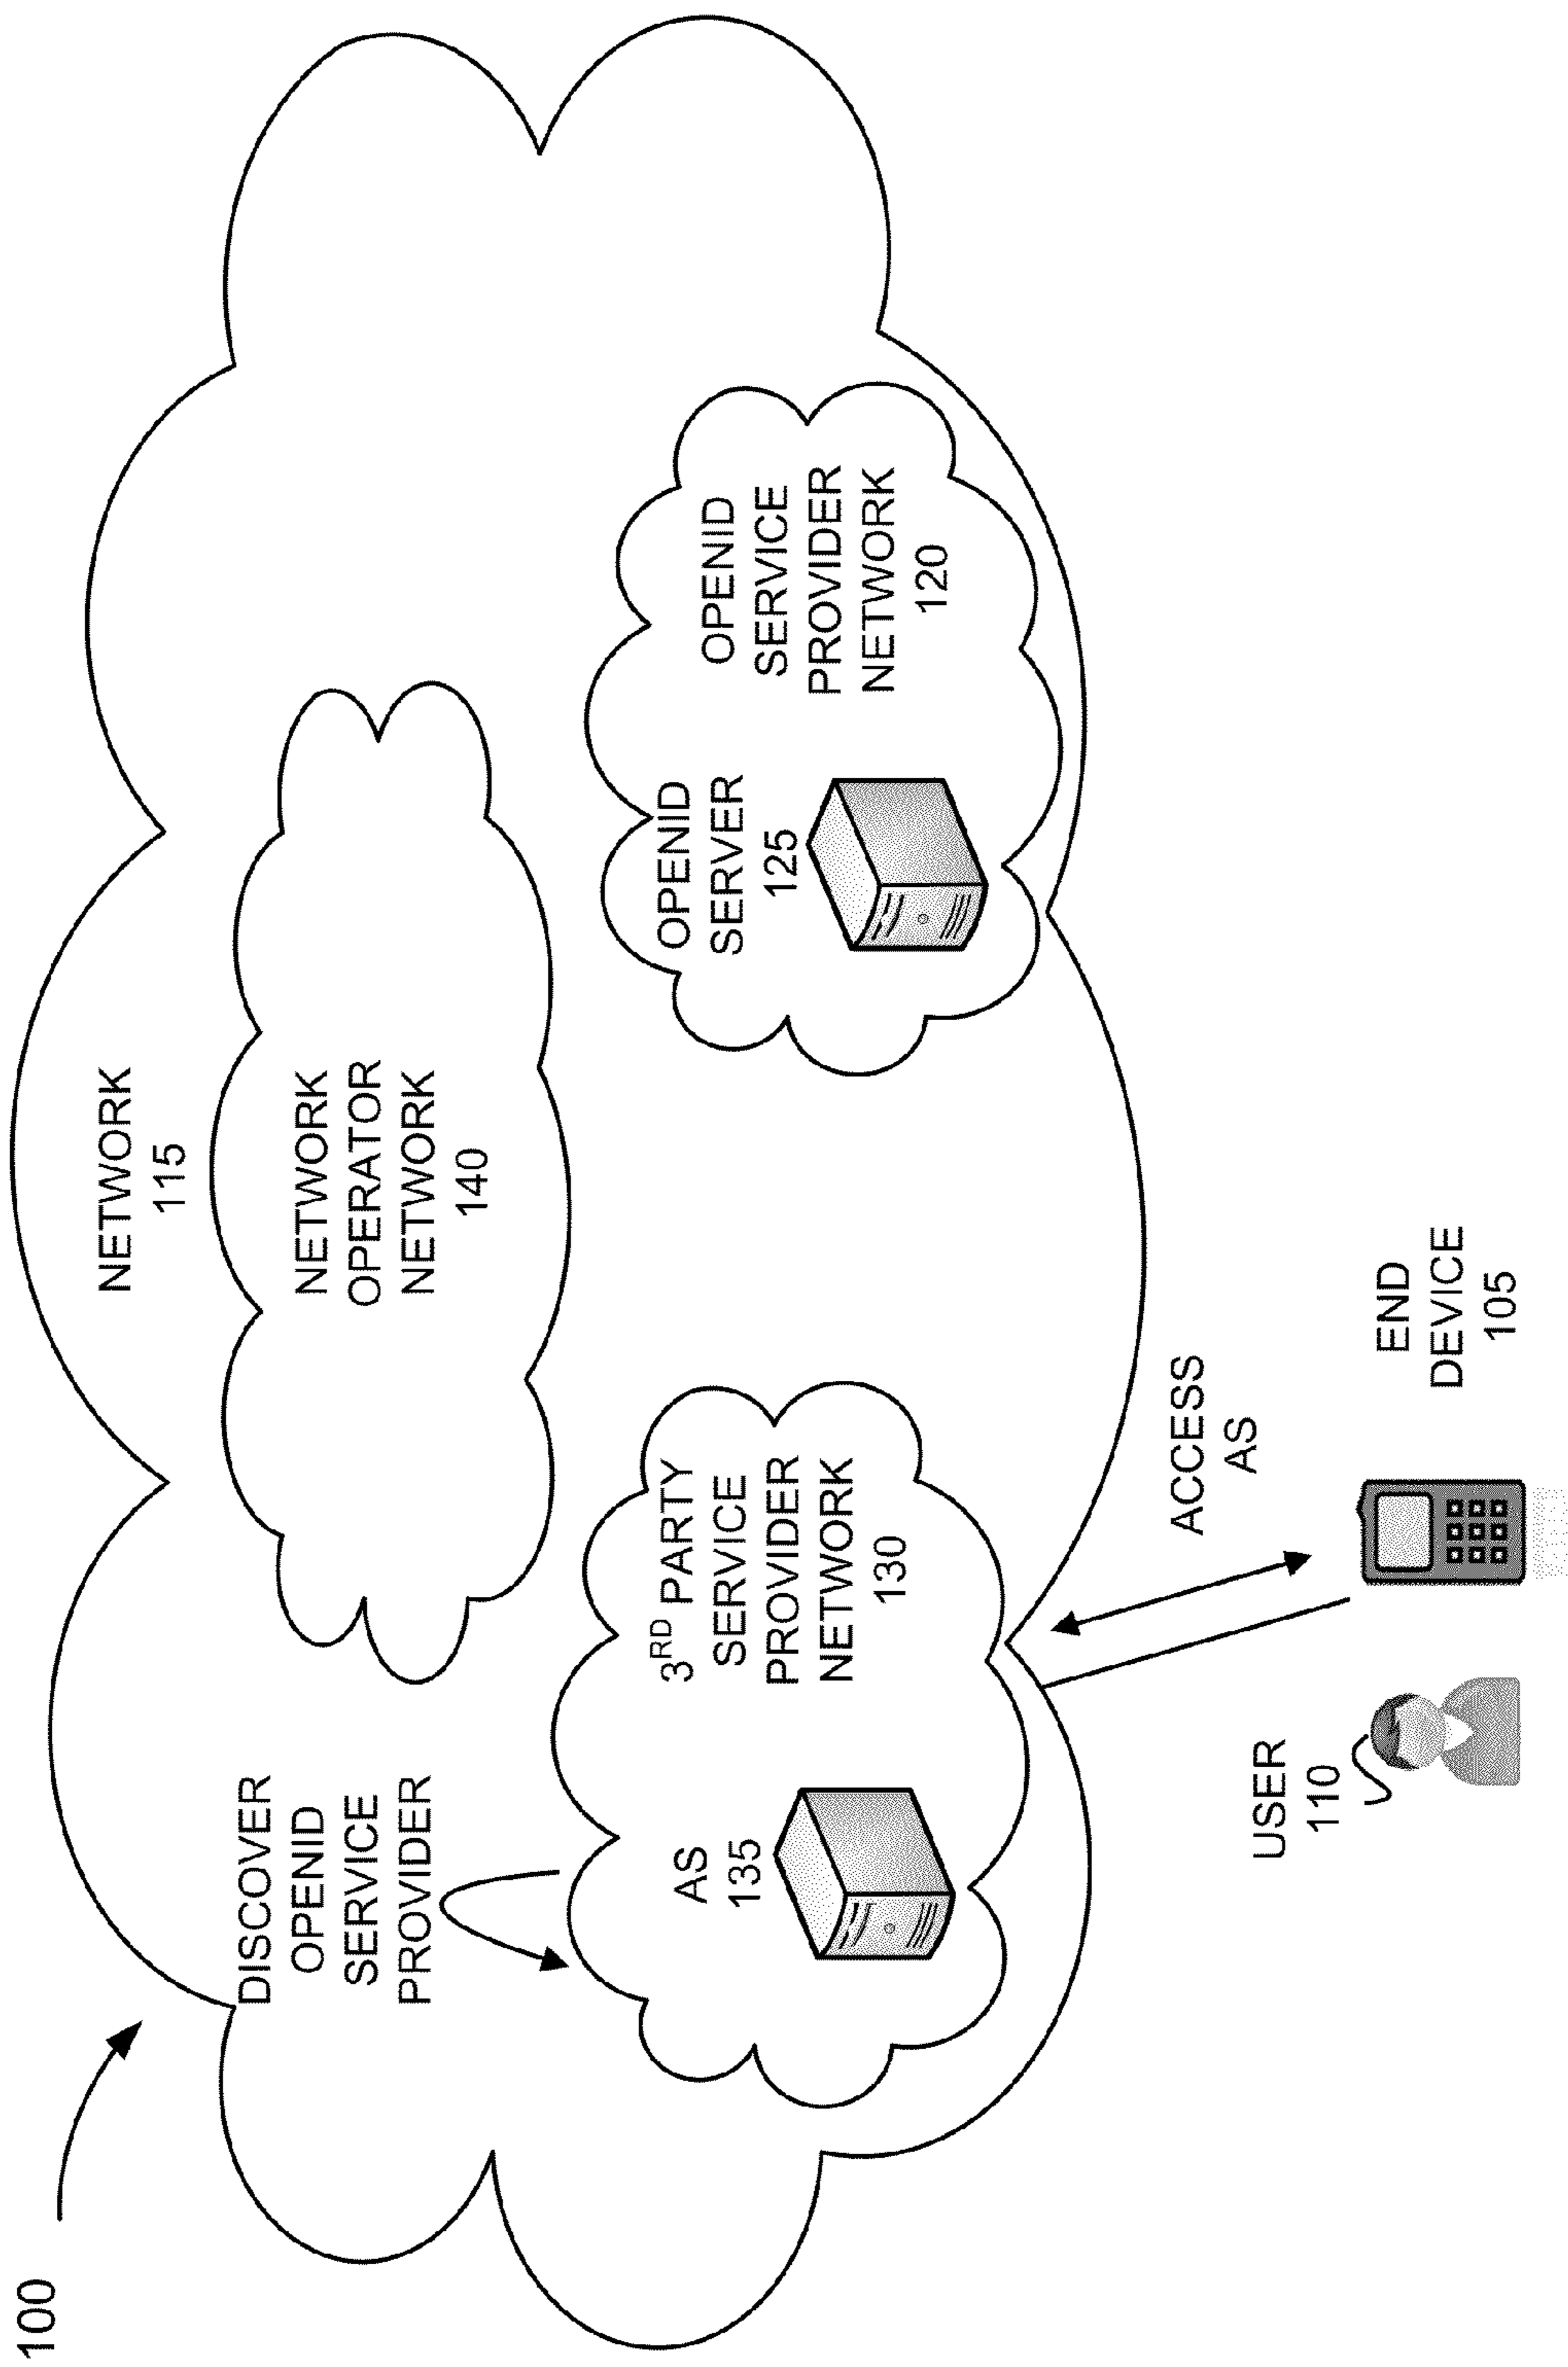 100
NETWORK
115
NETWORK
OPERATOR
NETWORK
140
DISCOVER
OPENID
SERVICE
PROVIDER
AS
135
3RD PARTY
SERVICE
PROVIDER
NETWORK
130
OPENID
SERVER
125
OPENID
SERVICE
PROVIDER
NETWORK
120
ACCESS
AS
USER
110
END
DEVICE
105